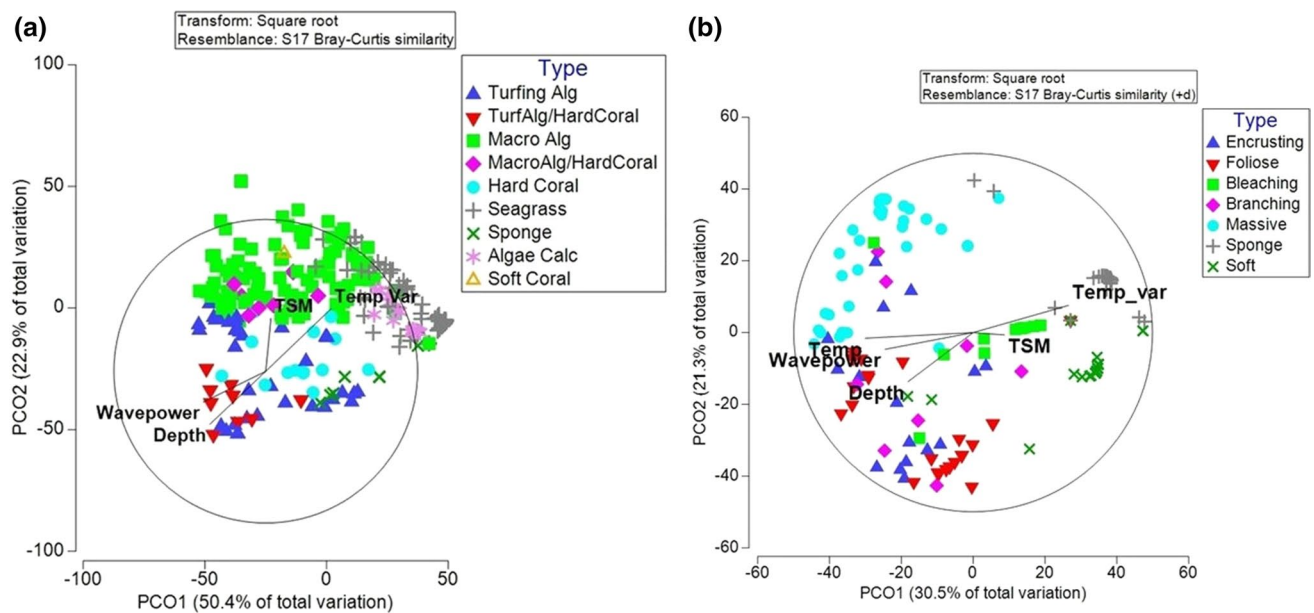 (a)
Transform: Square root
Resemblance: S17 Bray-Curtis similarity
Type
Turfing Alg
TurfAlg/HardCoral
Macro Alg
MacroAlg/HardCoral
Hard Coral
Seagrass
Sponge
Algae Calc
Soft Coral
100
50
0
-50
-100
PCO2 (22.9% of total variation)
TSM
Temp Var
Wavepower
Depth
-100
-50
0
50
PCO1 (50.4% of total variation)
(b)
Transform: Square root
Resemblance: S17 Bray-Curtis similarity (+d)
Type
Encrusting
Foliose
Bleaching
Branching
Massive
Sponge
Soft
60
40
20
0
-20
-40
-60
PCO2 (21.3% of total variation)
Temp_var
TSM
Temp
Wavepower
Depth
-60
-40
-20
0
20
40
60
PCO1 (30.5% of total variation)